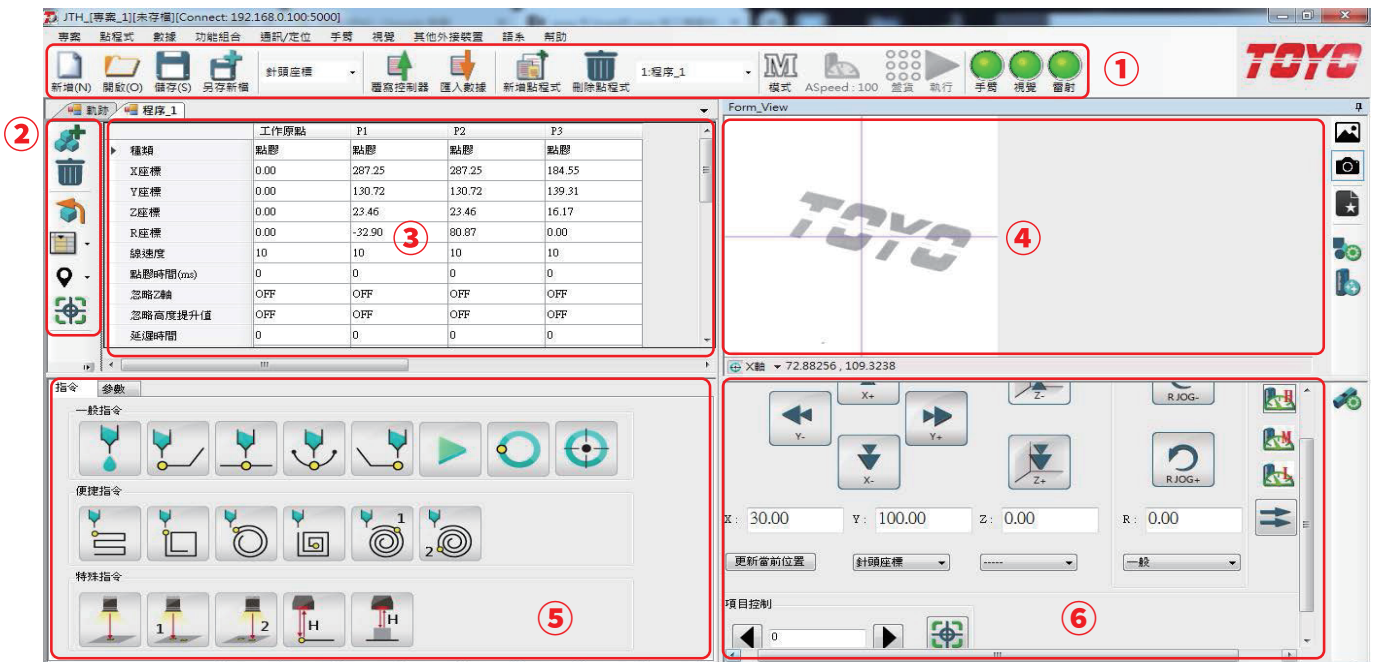 JTH_[專案_1][未存檔][Connect: 192.168.0.100:5000]
專案 點程式 數據 功能組合 通訊/定位 手臂 視覺 其他外接裝置 語系 幫助
新增(N) 開啟(O) 儲存(S) 另存新檔 針頭座標 覆寫控制器 匯入數據 新增點程式 刪除點程式 1:程序_1 M 模式 ASpeed : 100 盤貨 執行 手臂 視覺 雷射 ① TOYO
軌跡 程序_1 Form_View
②
工作原點 P1 P2 P3
種類 點膠 點膠 點膠 點膠
X座標 0.00 287.25 287.25 184.55
Y座標 0.00 130.72 130.72 139.31
Z座標 0.00 23.46 23.46 16.17
R座標 0.00 -32.90 80.87 0.00
③
線速度 10 10 10 10
點膠時間(ms) 0 0 0 0
忽略Z軸 OFF OFF OFF OFF
忽略高度提升值 OFF OFF OFF OFF
延遲時間 0 0 0 0
TOYO ④
X軸 72.88256 , 109.3238
指令 參數
一般指令
便捷指令
1 2
特殊指令
1 2 H H
⑤
X+ Z- R JOG-
Y- Y+
X- Z+ R JOG+
X : 30.00 Y : 100.00 Z : 0.00 R : 0.00
更新當前位置 針頭座標 ----- 一般
項目控制
0
⑥